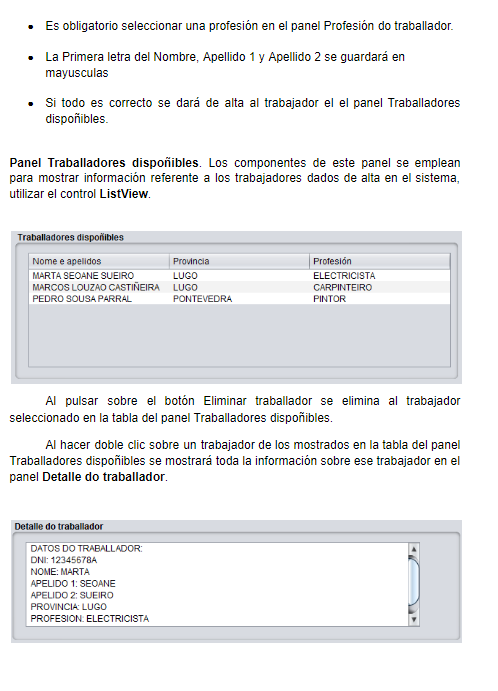 Es obligatorio seleccionar una profesión en el panel Profesión do traballador.
La Primera letra del Nombre, Apellido 1 y Apellido 2 se guardará en
mayusculas
Si todo es correcto se dará de alta al trabajador el el panel Traballadores
dispoñibles.
Panel Traballadores dispoñibles. Los componentes de este panel se emplean
para mostrar información referente a los trabajadores dados de alta en el sistema,
utilizar el control ListView.
Traballadores dispoñibles
Nome e apelidos Provincia Profesión
MARTA SEOANE SUEIRO LUGO ELECTRICISTA
MARCOS LOUZAO CASTIÑEIRA LUGO CARPINTEIRO
PEDRO SOUSA PARRAL PONTEVEDRA PINTOR
Al pulsar sobre el botón Eliminar traballador se elimina al trabajador
seleccionado en la tabla del panel Traballadores dispoñibles.
Al hacer doble clic sobre un trabajador de los mostrados en la tabla del panel
Traballadores dispoñibles se mostrará toda la información sobre ese trabajador en el
panel Detalle do traballador.
Detalle do traballador
DATOS DO TRABALLADOR:
DNI: 12345678A
NOME: MARTA
APELIDO 1: SEOANE
APELIDO 2: SUEIRO
PROVINCIA: LUGO
PROFESION: ELECTRICISTA